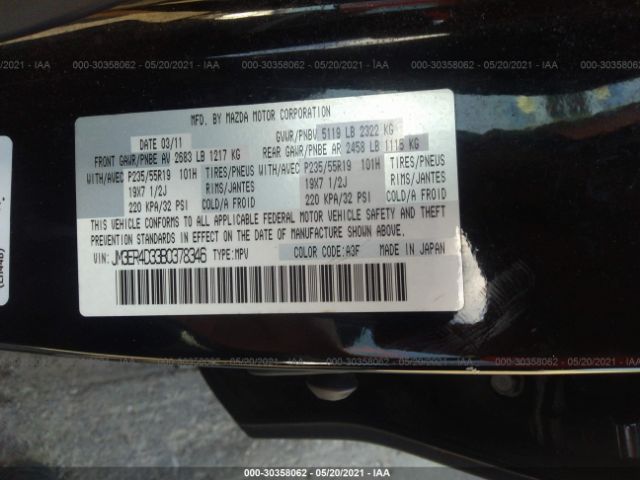 000-30358062 - 05/20/2021 - IAA
000-30358062 - 05/20/2021 - IAA
000-30358062 - 05/20/2021 - IAA
MFD. BY MAZDA MOTOR CORPORATION
DATE 03/11 GVWR/PNBV 5119 LB 2322 KG
FRONT GAWR/PNBE AV 2683 LB 1217 KG REAR GAWR/PNBE AR 2458 LB 1115 KG
WITH/AVEC P235/55R19 101H TIRES/PNEUS WITH/AVEC P235/55R19 101H TIRES/PNEUS
19X7 1/2J RIMS/JANTES 19X7 1/2J RIMS/JANTES
220 KPA/32 PSI COLD/A FROID 220 KPA/32 PSI COLD/A FROID
THIS VEHICLE CONFORMS TO ALL APPLICABLE FEDERAL MOTOR VEHICLE SAFETY AND THEFT
PREVENTION STANDARDS IN EFFECT ON THE DATE OF MANUFACTURE SHOWN ABOVE.
VIN: JM3ER4D33B0378346 TYPE:MPV COLOR CODE:A3F MADE IN JAPAN
000-30358062 - 05/20/2021 - IAA
000-30358062 - 05/20/2021 - IAA
000-30358062 - 05/20/2021 - IAA